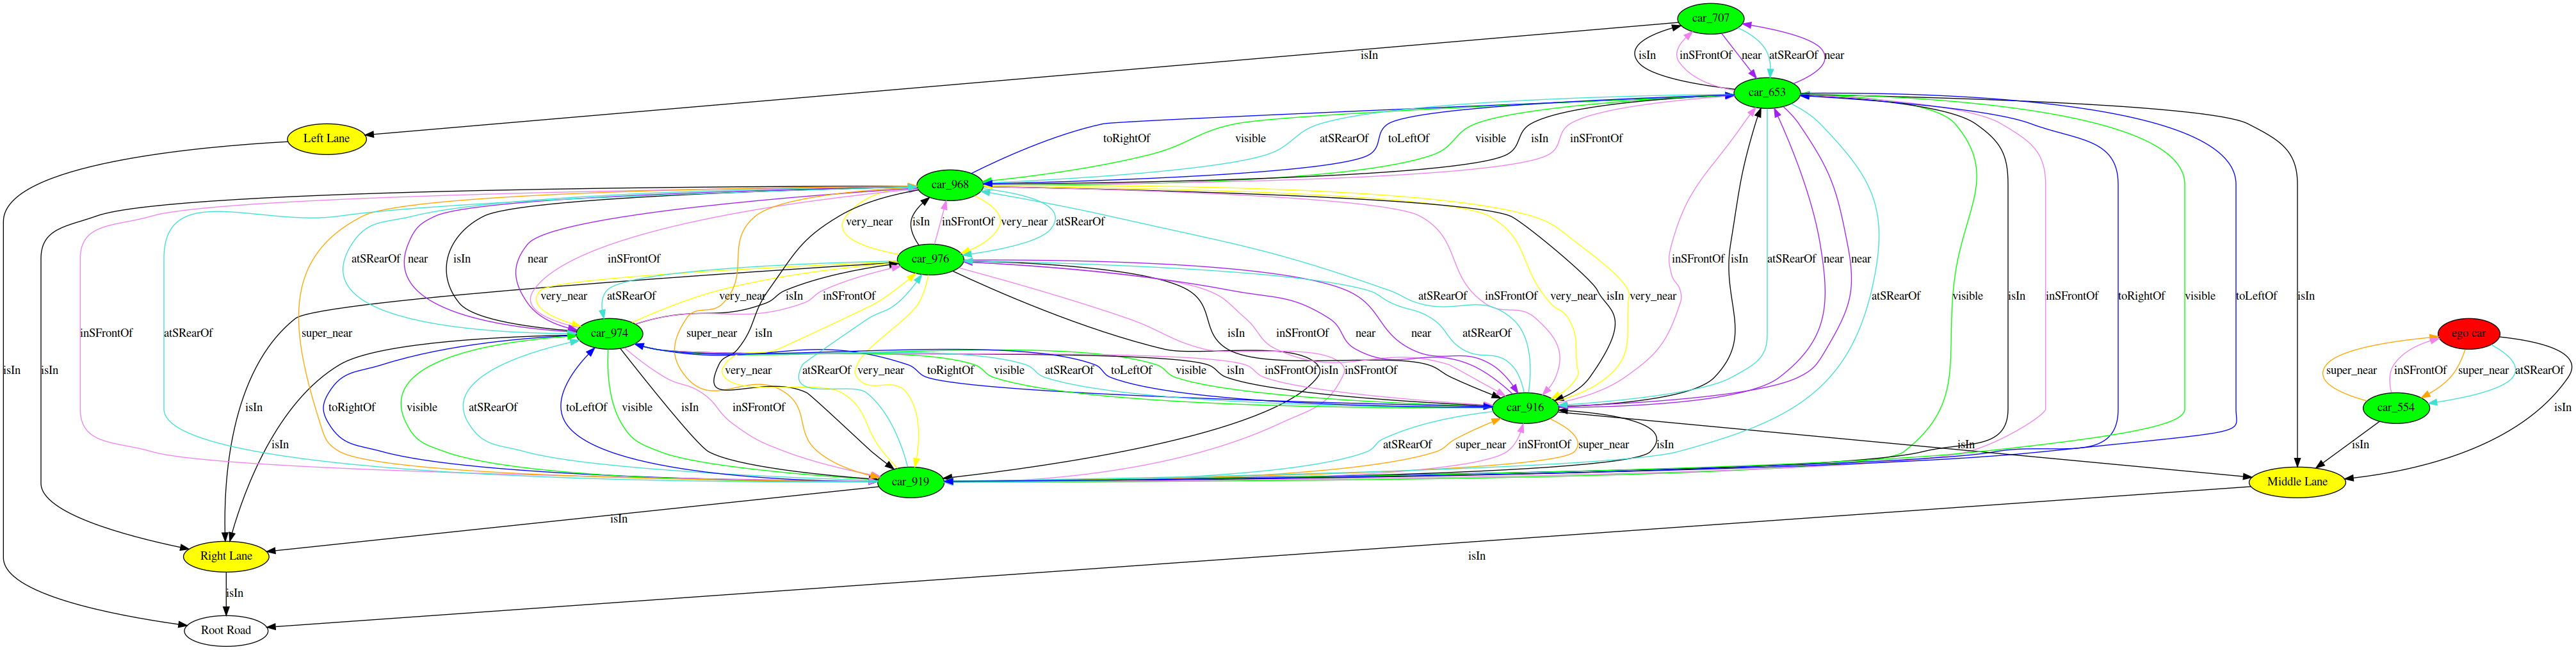 car_707
isIn
isIn
inSFrontOf
near
atSRearOf
near
car_653
Left Lane
toRightOf
visible
atSRearOf
toLeftOf
visible
isIn
inSFrontOf
car_968
very_near
isIn
inSFrontOf
very_near
atSRearOf
atSRearOf
near
isIn
near
inSFrontOf
car_976
inSFrontOf
isIn
atSRearOf
near
near
very_near
atSRearOf
very_near
isIn
inSFrontOf
atSRearOf
inSFrontOf
very_near
isIn
very_near
atSRearOf
visible
isIn
inSFrontOf
toRightOf
visible
toLeftOf
isIn
inSFrontOf
atSRearOf
super_near
car_974
super_near
isIn
isIn
inSFrontOf
near
near
atSRearOf
ego car
isIn
isIn
very_near
atSRearOf
very_near
toRightOf
visible
atSRearOf
toLeftOf
visible
isIn
inSFrontOf
isIn
inSFrontOf
super_near
inSFrontOf
super_near
atSRearOf
isIn
toRightOf
visible
atSRearOf
toLeftOf
visible
isIn
inSFrontOf
car_916
car_554
isIn
isIn
atSRearOf
super_near
inSFrontOf
super_near
isIn
isIn
isIn
car_919
Middle Lane
isIn
Right Lane
isIn
isIn
Root Road